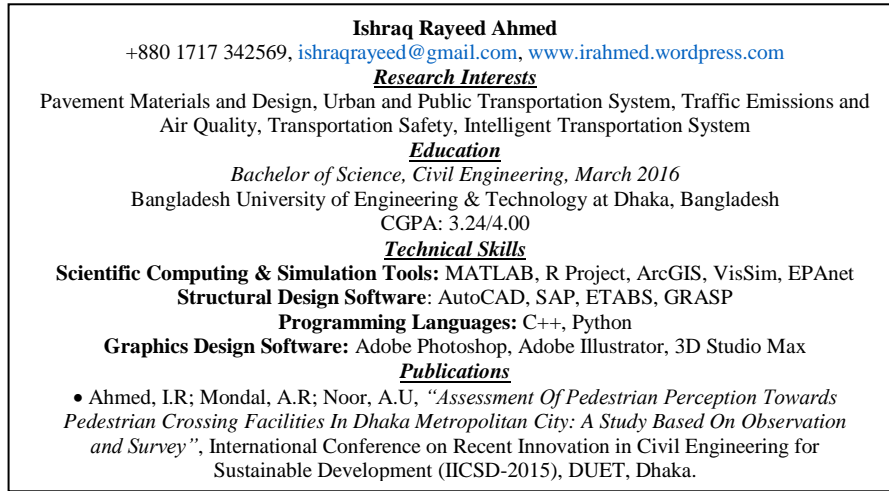 Ishraq Rayeed Ahmed
+880 1717 342569, ishraqrayeed@gmail.com, www.irahmed.wordpress.com
Research Interests
Pavement Materials and Design, Urban and Public Transportation System, Traffic Emissions and
Air Quality, Transportation Safety, Intelligent Transportation System
Education
Bachelor of Science, Civil Engineering, March 2016
Bangladesh University of Engineering & Technology at Dhaka, Bangladesh
CGPA: 3.24/4.00
Technical Skills
Scientific Computing & Simulation Tools: MATLAB, R Project, ArcGIS, VisSim, EPAnet
Structural Design Software: AutoCAD, SAP, ETABS, GRASP
Programming Languages: C++, Python
Graphics Design Software: Adobe Photoshop, Adobe Illustrator, 3D Studio Max
Publications
• Ahmed, I.R; Mondal, A.R; Noor, A.U, “Assessment Of Pedestrian Perception Towards
Pedestrian Crossing Facilities In Dhaka Metropolitan City: A Study Based On Observation
and Survey”, International Conference on Recent Innovation in Civil Engineering for
Sustainable Development (IICSD-2015), DUET, Dhaka.